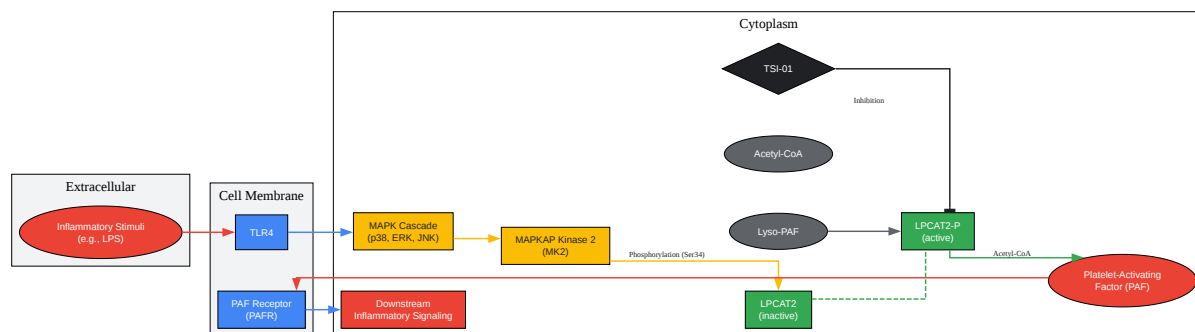 Cytoplasm
TSI-01
Inhibition
Acetyl-CoA
Extracellular
Inflammatory Stimuli
(e.g., LPS)
Cell Membrane
TLR4
MAPK Cascade
(p38, ERK, JNK)
MAPKAP Kinase 2
(MK2)
Phosphorylation (Ser34)
Lyso-PAF
LPCAT2-P
(active)
Acetyl-CoA
Platelet-Activating
Factor (PAF)
PAF Receptor
(PAFR)
Downstream
Inflammatory Signaling
LPCAT2
(inactive)